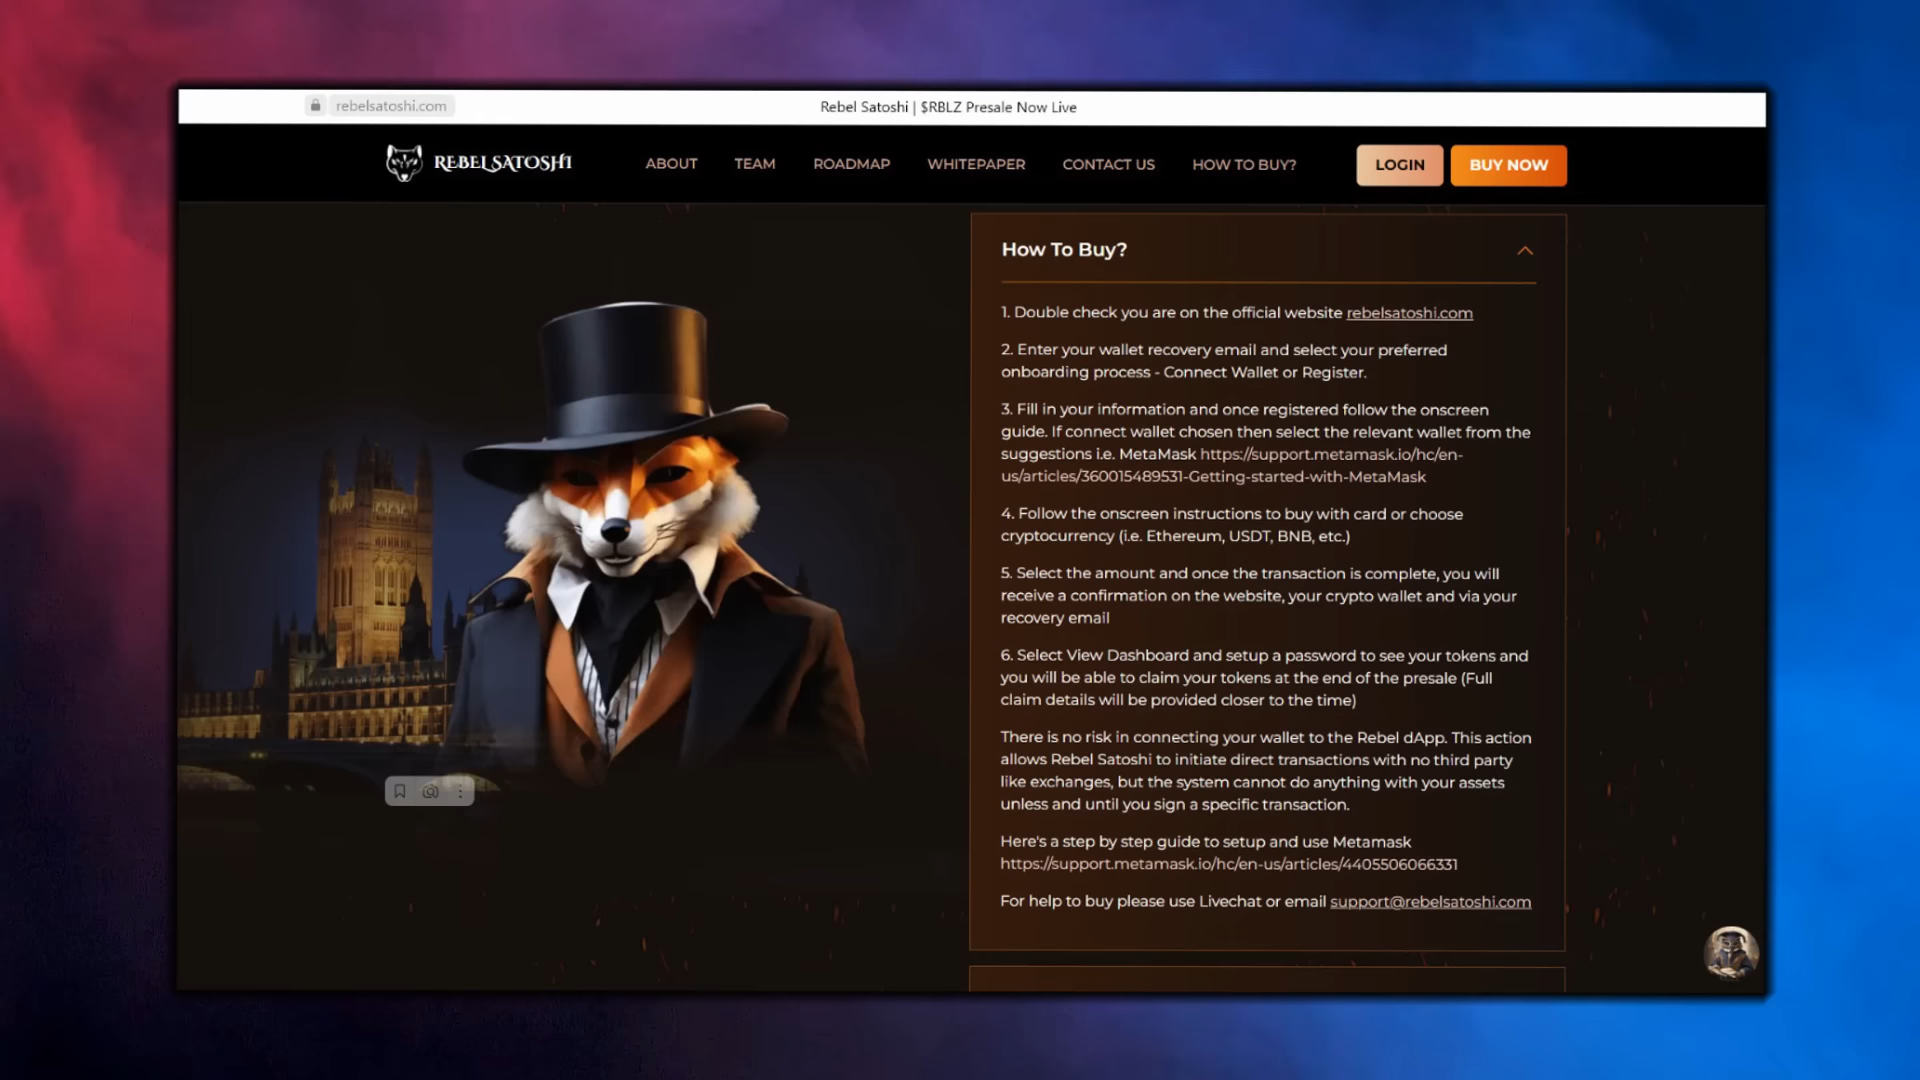 rebelsatoshi.com
Rebel Satoshi | $RBLZ Presale Now Live
REBELSATOSHI
ABOUT
TEAM
ROADMAP
WHITEPAPER
CONTACT US
HOW TO BUY?
LOGIN
BUY NOW
How To Buy?
1. Double check you are on the official website rebelsatoshi.com
2. Enter your wallet recovery email and select your preferred
onboarding process - Connect Wallet or Register.
3. Fill in your information and once registered follow the onscreen
guide. If connect wallet chosen then select the relevant wallet from the
suggestions i.e. MetaMask https://support.metamask.io/hc/en-
us/articles/360015489531-Getting-started-with-MetaMask
4. Follow the onscreen instructions to buy with card or choose
cryptocurrency (i.e. Ethereum, USDT, BNB, etc.)
5. Select the amount and once the transaction is complete, you will
receive a confirmation on the website, your crypto wallet and via your
recovery email
6. Select View Dashboard and setup a password to see your tokens and
you will be able to claim your tokens at the end of the presale (Full
claim details will be provided closer to the time)
There is no risk in connecting your wallet to the Rebel dApp. This action
allows Rebel Satoshi to initiate direct transactions with no third party
like exchanges, but the system cannot do anything with your assets
unless and until you sign a specific transaction.
Here's a step by step guide to setup and use Metamask
https://support.metamask.io/hc/en-us/articles/4405506066331
For help to buy please use Livechat or email support@rebelsatoshi.com